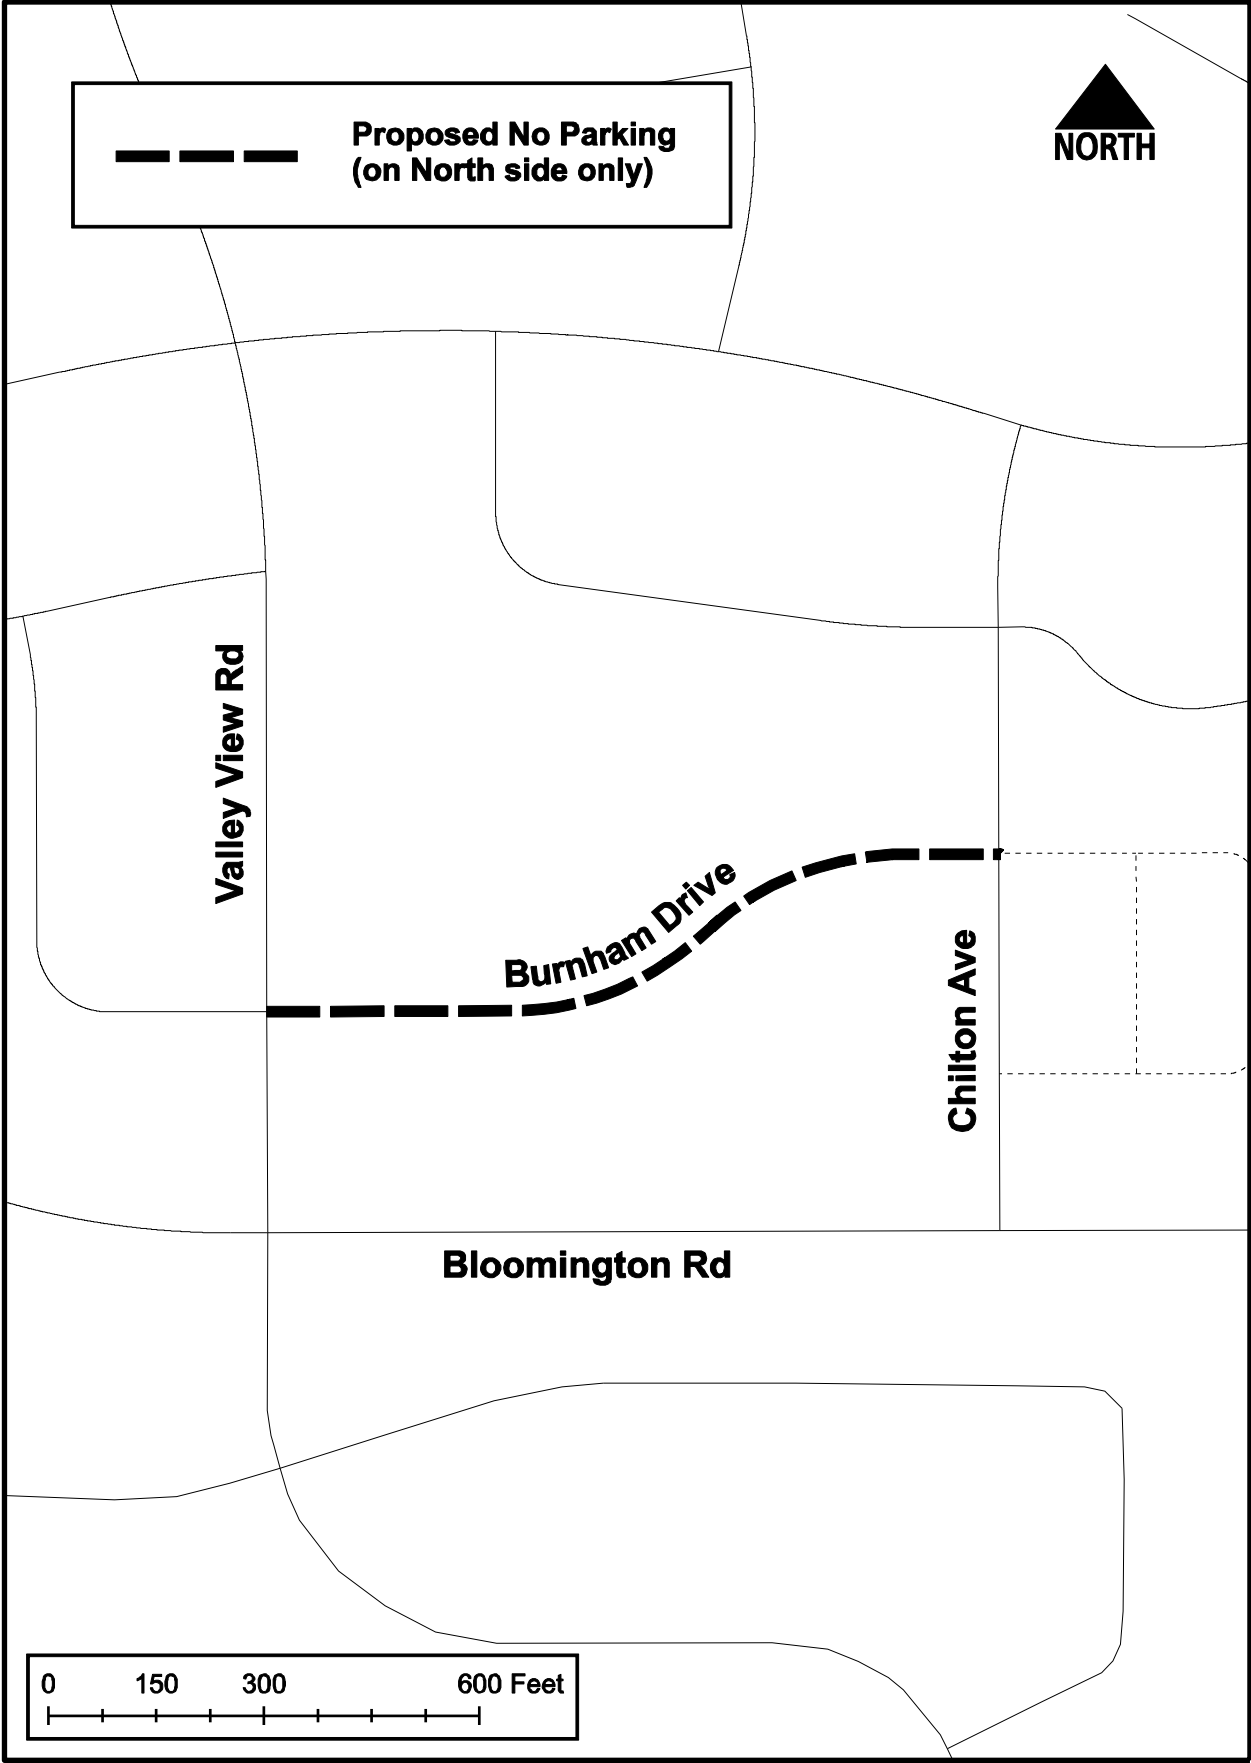 Proposed No Parking
(on North side only)
NORTH
Valley View Rd
Burnham Drive
Chilton Ave
Bloomington Rd
0 150 300 600 Feet